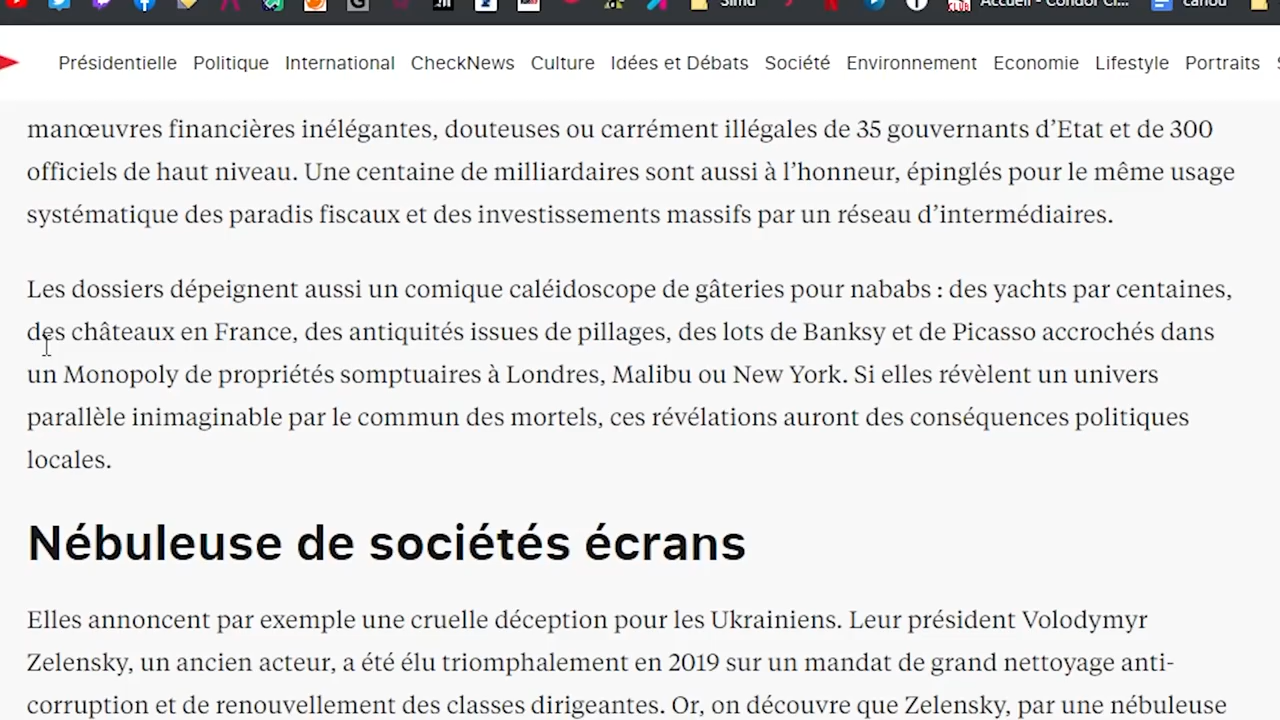 Accueil - Condor Cl...
Présidentielle Politique International CheckNews Culture Idées et Débats Société Environnement Economie Lifestyle Portraits
manœuvres financières inélégantes, douteuses ou carrément illégales de 35 gouvernants d’Etat et de 300
officiels de haut niveau. Une centaine de milliardaires sont aussi à l’honneur, épinglés pour le même usage
systématique des paradis fiscaux et des investissements massifs par un réseau d’intermédiaires.
Les dossiers dépeignent aussi un comique caléidoscope de gâteries pour nababs : des yachts par centaines,
des châteaux en France, des antiquités issues de pillages, des lots de Banksy et de Picasso accrochés dans
un Monopoly de propriétés somptuaires à Londres, Malibu ou New York. Si elles révèlent un univers
parallèle inimaginable par le commun des mortels, ces révélations auront des conséquences politiques
locales.
Nébuleuse de sociétés écrans
Elles annoncent par exemple une cruelle déception pour les Ukrainiens. Leur président Volodymyr
Zelensky, un ancien acteur, a été élu triomphalement en 2019 sur un mandat de grand nettoyage anti-
corruption et de renouvellement des classes dirigeantes. Or, on découvre que Zelensky, par une nébuleuse